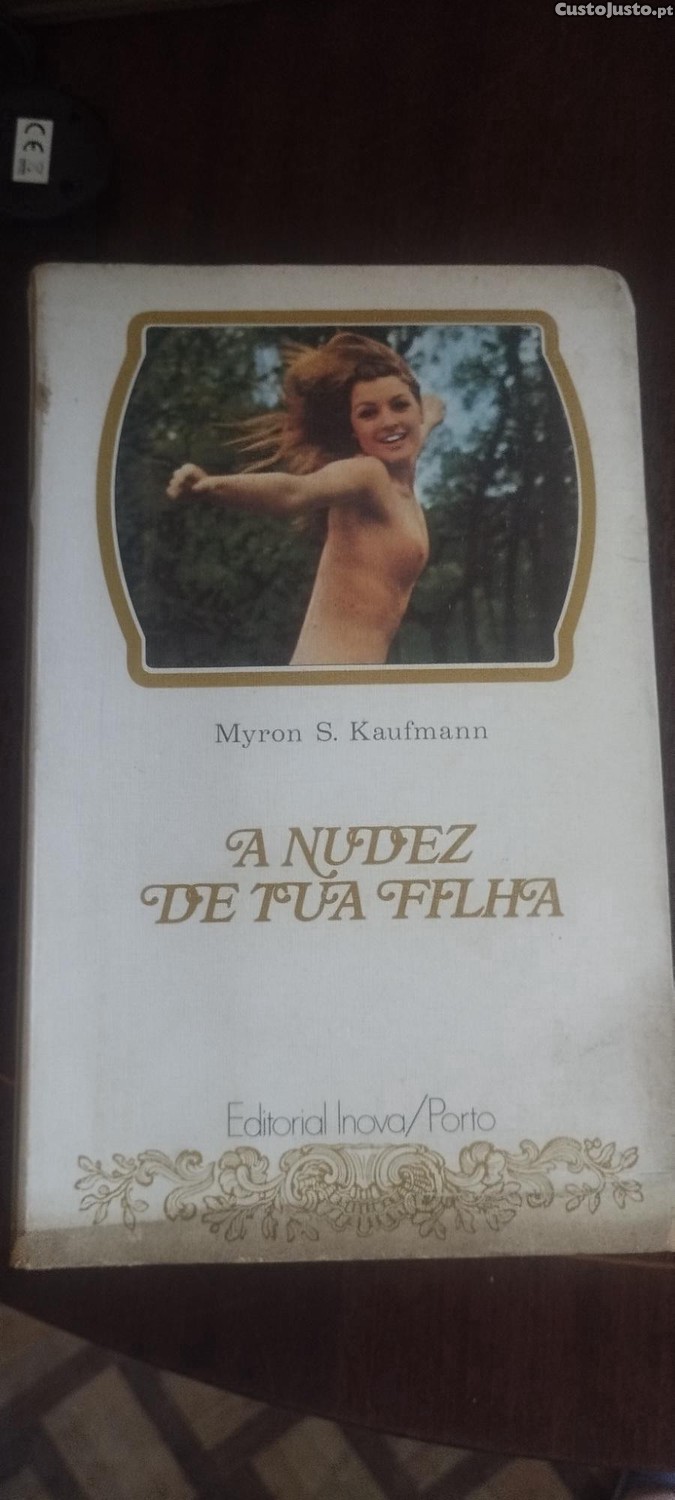 CustoJusto.pt
CE
Myron S. Kaufmann
A NUDEZ
DE TUA FILHA
Editorial Inova/Porto